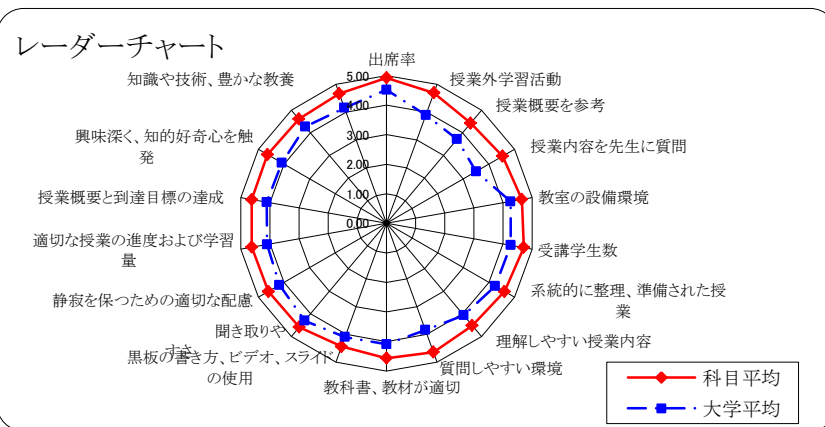 レーダーチャート
出席率
授業外学習活動
授業概要を参考
授業内容を先生に質問
教室の設備環境
受講学生数
系統的に整理、準備された授
業
理解しやすい授業内容
質問しやすい環境
教科書、教材が適切
黒板の書き方、ビデオ、スライド
の使用
聞き取りや
すさ
静寂を保つための適切な配慮
適切な授業の進度および学習
量
授業概要と到達目標の達成
興味深く、知的好奇心を触
発
知識や技術、豊かな教養
5.00
4.00
3.00
2.00
1.00
0.00
科目平均
大学平均